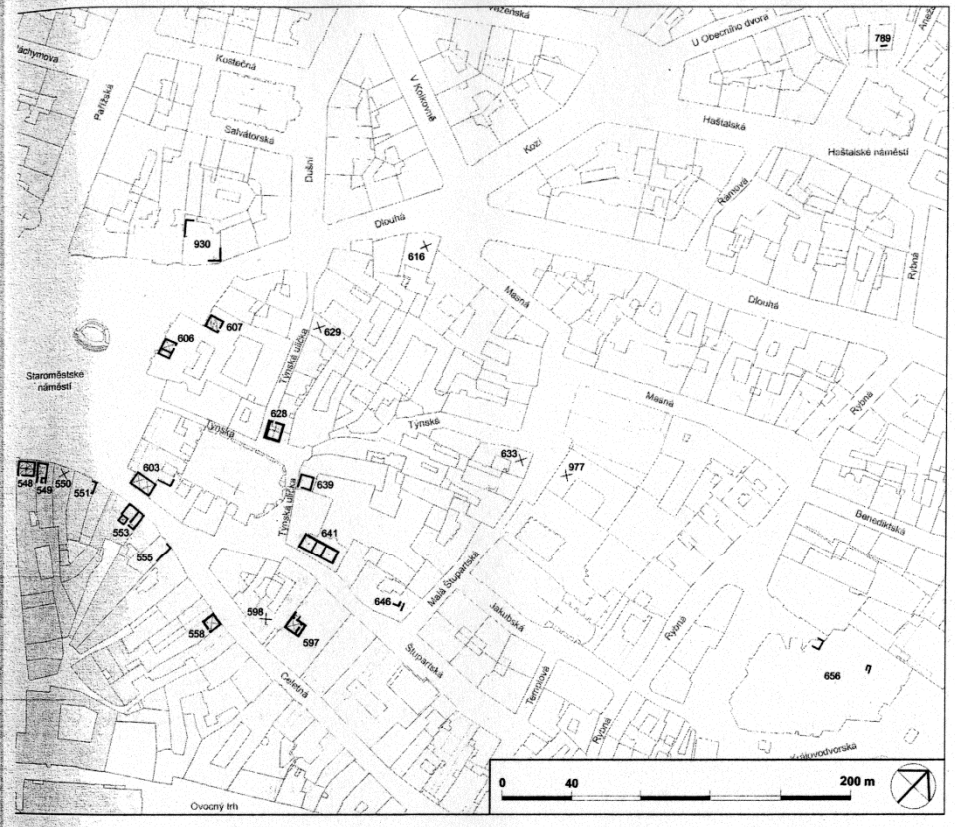 U Obecního dvora
789
Kostečná
V Kolkovně
Pařížská
Salvátorská
Kozí
Haštalská
Haštalské náměstí
Dušní
Rámová
Dlouhá
930
616
Rybná
Masná
Dlouhá
607
629
606
Týnská ulička
Staroměstské
náměstí
Masná
Rybná
628
Týnská
Týnská
633
977
603
548
549
550
551
639
Týnská ulička
553
555
641
Benediktská
Malá Štupartská
646
598
558
597
Jakubská
Rybná
656
Štupartská
Celetná
Templová
Rybná
Královodvorská
0
40
200 m
Ovocný trh